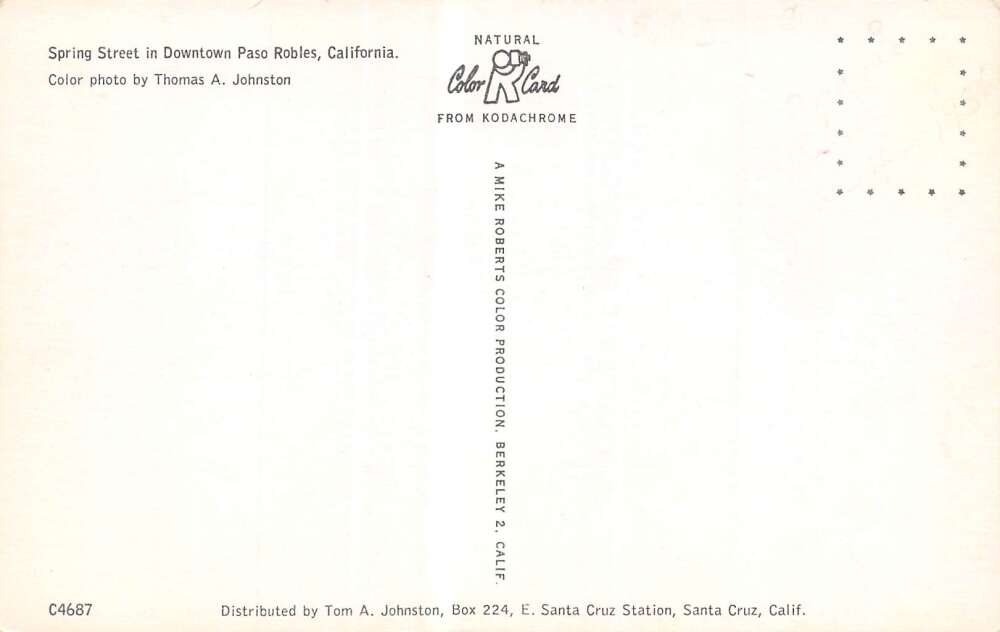 Spring Street in Downtown Paso Robles, California.
Color photo by Thomas A. Johnston
NATURAL
Color Card
FROM KODACHROME
A MIKE ROBERTS COLOR PRODUCTION, BERKELEY 2, CALIF.
C4687
Distributed by Tom A. Johnston, Box 224, E. Santa Cruz Station, Santa Cruz, Calif.